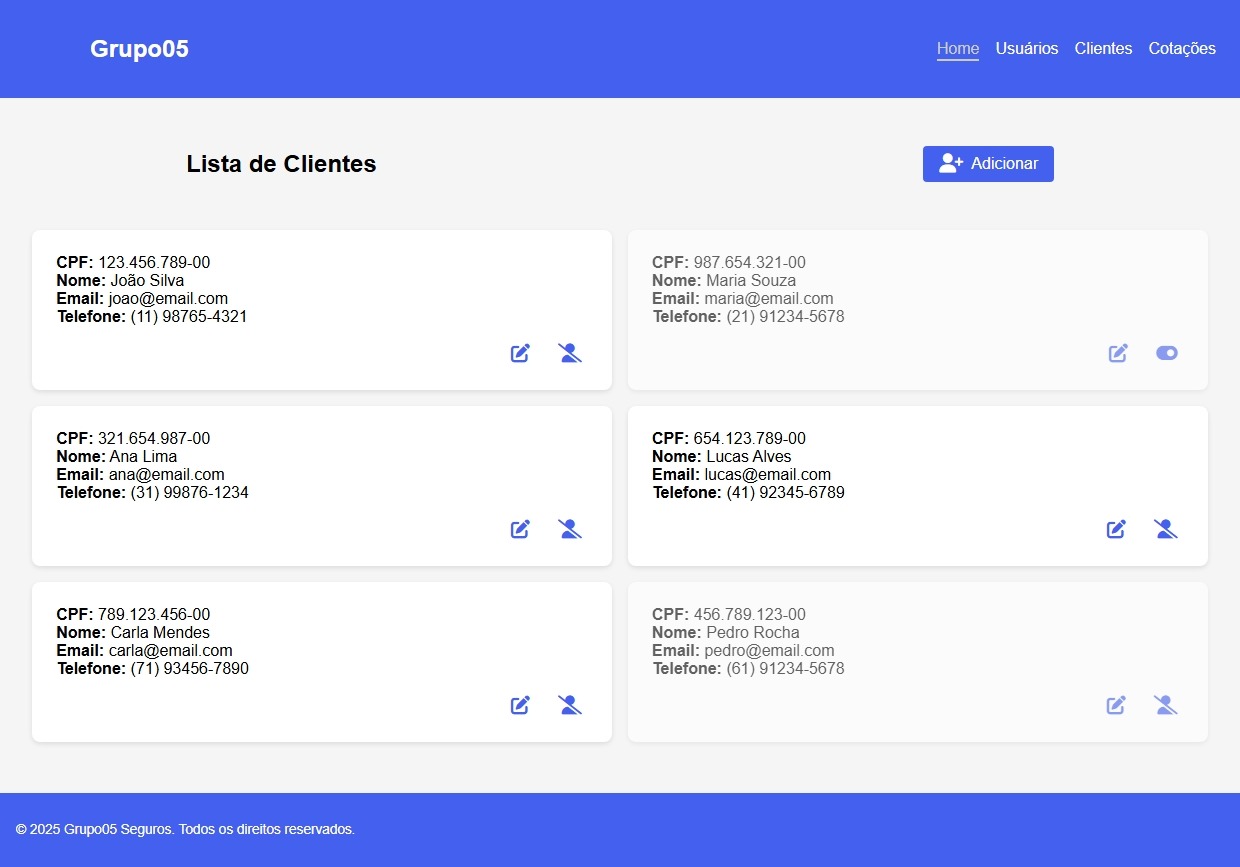 Grupo05
Home Usuários Clientes Cotações
Lista de Clientes
Adicionar
CPF: 123.456.789-00
Nome: João Silva
Email: joao@email.com
Telefone: (11) 98765-4321
CPF: 987.654.321-00
Nome: Maria Souza
Email: maria@email.com
Telefone: (21) 91234-5678
CPF: 321.654.987-00
Nome: Ana Lima
Email: ana@email.com
Telefone: (31) 99876-1234
CPF: 654.123.789-00
Nome: Lucas Alves
Email: lucas@email.com
Telefone: (41) 92345-6789
CPF: 789.123.456-00
Nome: Carla Mendes
Email: carla@email.com
Telefone: (71) 93456-7890
CPF: 456.789.123-00
Nome: Pedro Rocha
Email: pedro@email.com
Telefone: (61) 91234-5678
© 2025 Grupo05 Seguros. Todos os direitos reservados.